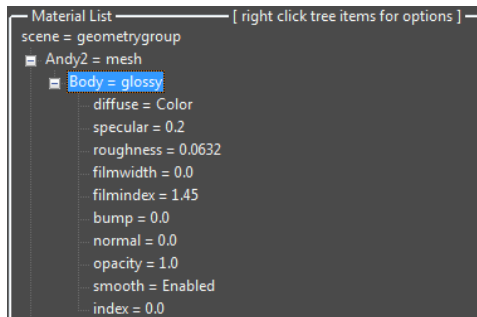 Material List [ right click tree items for options ]
scene = geometrygroup
Andy2 = mesh
Body = glossy
diffuse = Color
specular = 0.2
roughness = 0.0632
filmwidth = 0.0
filmindex = 1.45
bump = 0.0
normal = 0.0
opacity = 1.0
smooth = Enabled
index = 0.0